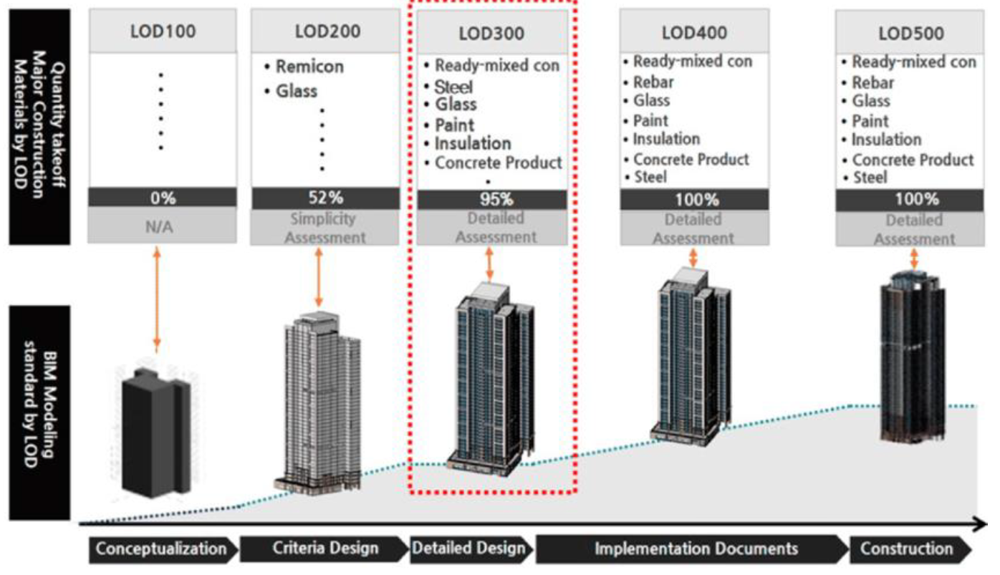 Quantity takeoff
Major Construction
Materials by LOD
LOD100
0%
N/A
LOD200
• Remicon
• Glass
52%
Simplicity
Assessment
LOD300
• Ready-mixed con
• Steel
• Glass
• Paint
• Insulation
• Concrete Product
95%
Detailed
Assessment
LOD400
• Ready-mixed con
• Rebar
• Glass
• Paint
• Insulation
• Concrete Product
• Steel
100%
Detailed
Assessment
LOD500
• Ready-mixed con
• Rebar
• Glass
• Paint
• Insulation
• Concrete Product
• Steel
100%
Detailed
Assessment
BIM Modeling
standard by LOD
Conceptualization
Criteria Design
Detailed Design
Implementation Documents
Construction